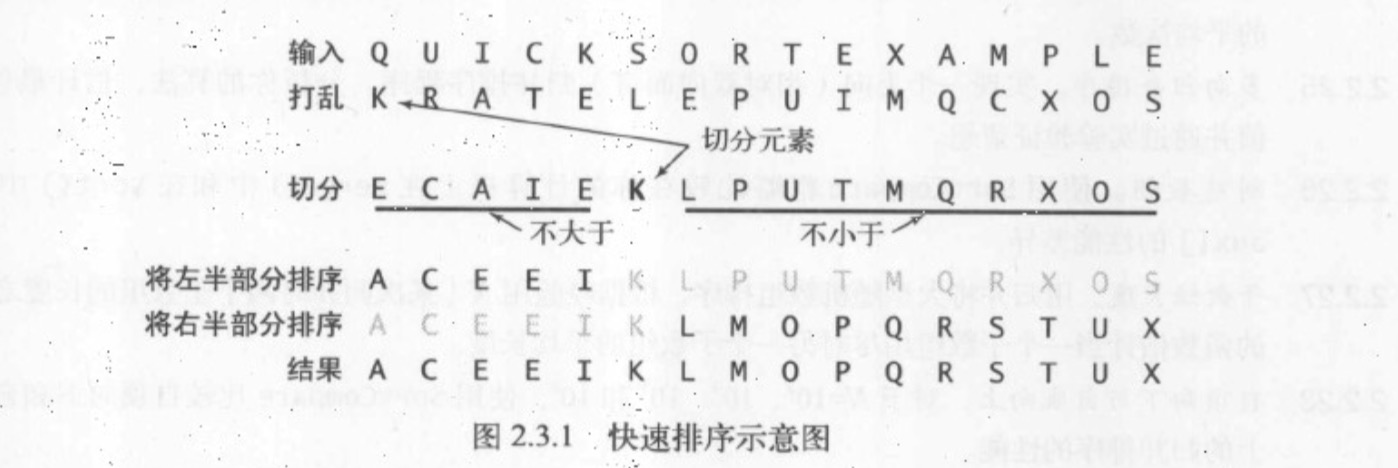 输入 Q U I C K S O R T E X A M P L E
打乱 K R A T E L E P U I M Q C X O S
切分元素
切分 E C A I E K L P U T M Q R X O S
不大于 不小于
将左半部分排序 A C E E I K L P U T M Q R X O S
将右半部分排序 A C E E I K L M O P Q R S T U X
结果 A C E E I K L M O P Q R S T U X
图 2.3.1 快速排序示意图